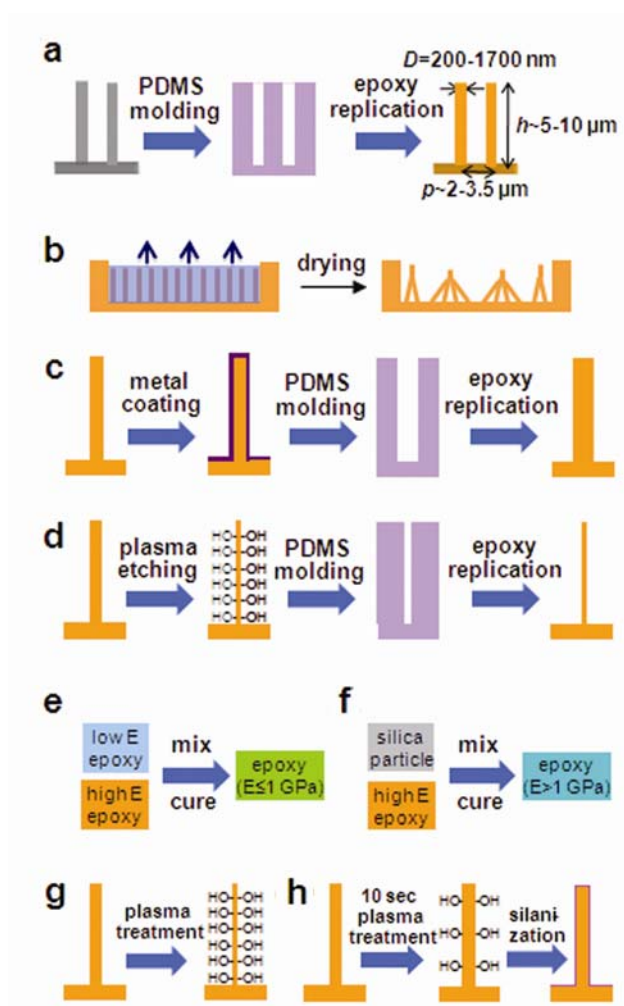 a
PDMS
molding
epoxy
replication
D=200-1700 nm
h~5-10 µm
p~2-3.5 µm
b
drying
c
metal
coating
PDMS
molding
epoxy
replication
d
plasma
etching
HO OH
HO OH
HO OH
HO OH
HO OH
HO OH
PDMS
molding
epoxy
replication
e
low E
epoxy
high E
epoxy
mix
cure
epoxy
(E≤1 GPa)
f
silica
particle
high E
epoxy
mix
cure
epoxy
(E>1 GPa)
g
plasma
treatment
HO OH
HO OH
HO OH
HO OH
HO OH
HO OH
h
10 sec
plasma
treatment
HO OH
HO OH
HO OH
silani-
zation